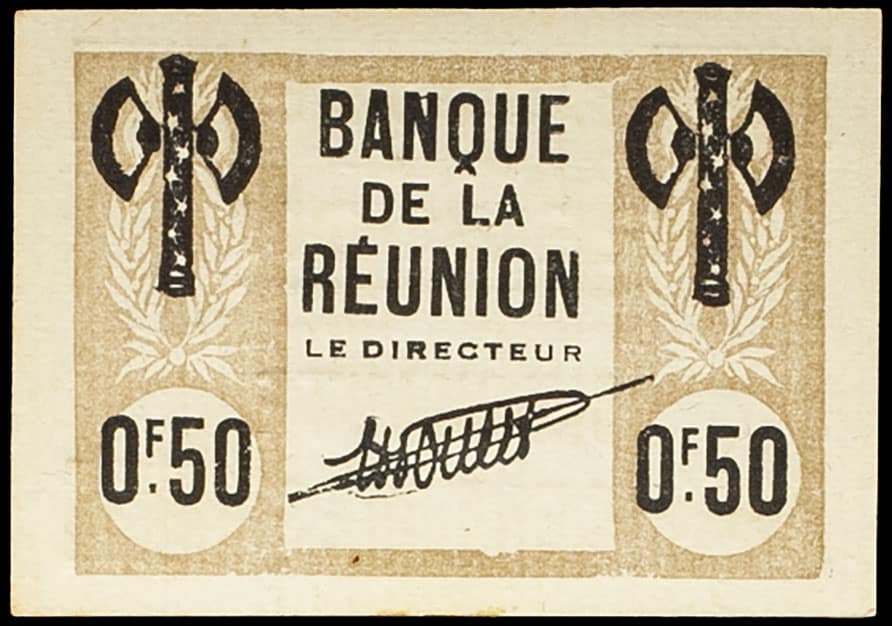 BANQUE
DE LA
RÉUNION
LE DIRECTEUR
0F.50
0F.50